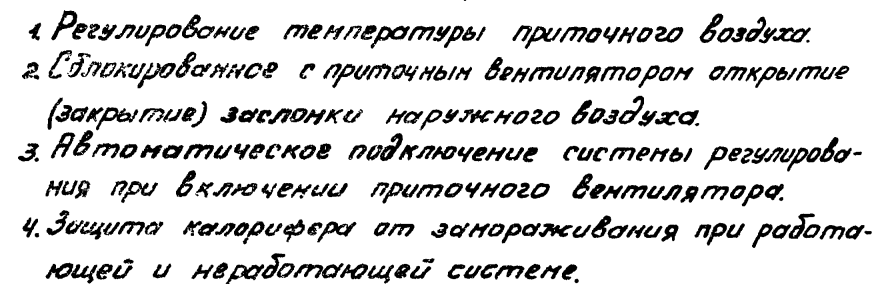 1. Регулирование температуры приточного воздуха.
2. Сблокированное с приточным вентилятором открытие
(закрытие) заслонки наружного воздуха.
3. Автоматическое подключение системы регулирова-
ния при включении приточного вентилятора.
4. Защита калорифера от замораживания при работа-
ющей и неработающей системе.